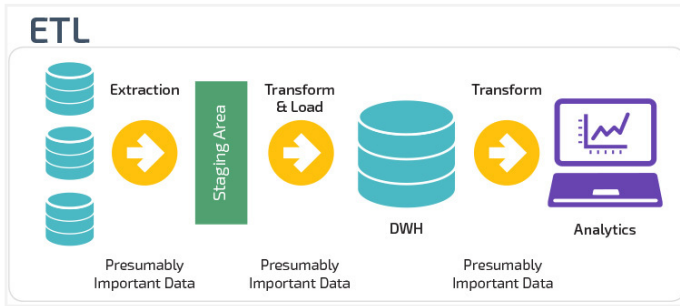 ETL
Extraction
Staging Area
Transform
& Load
Transform
DWH
Analytics
Presumably
Important Data
Presumably
Important Data
Presumably
Important Data